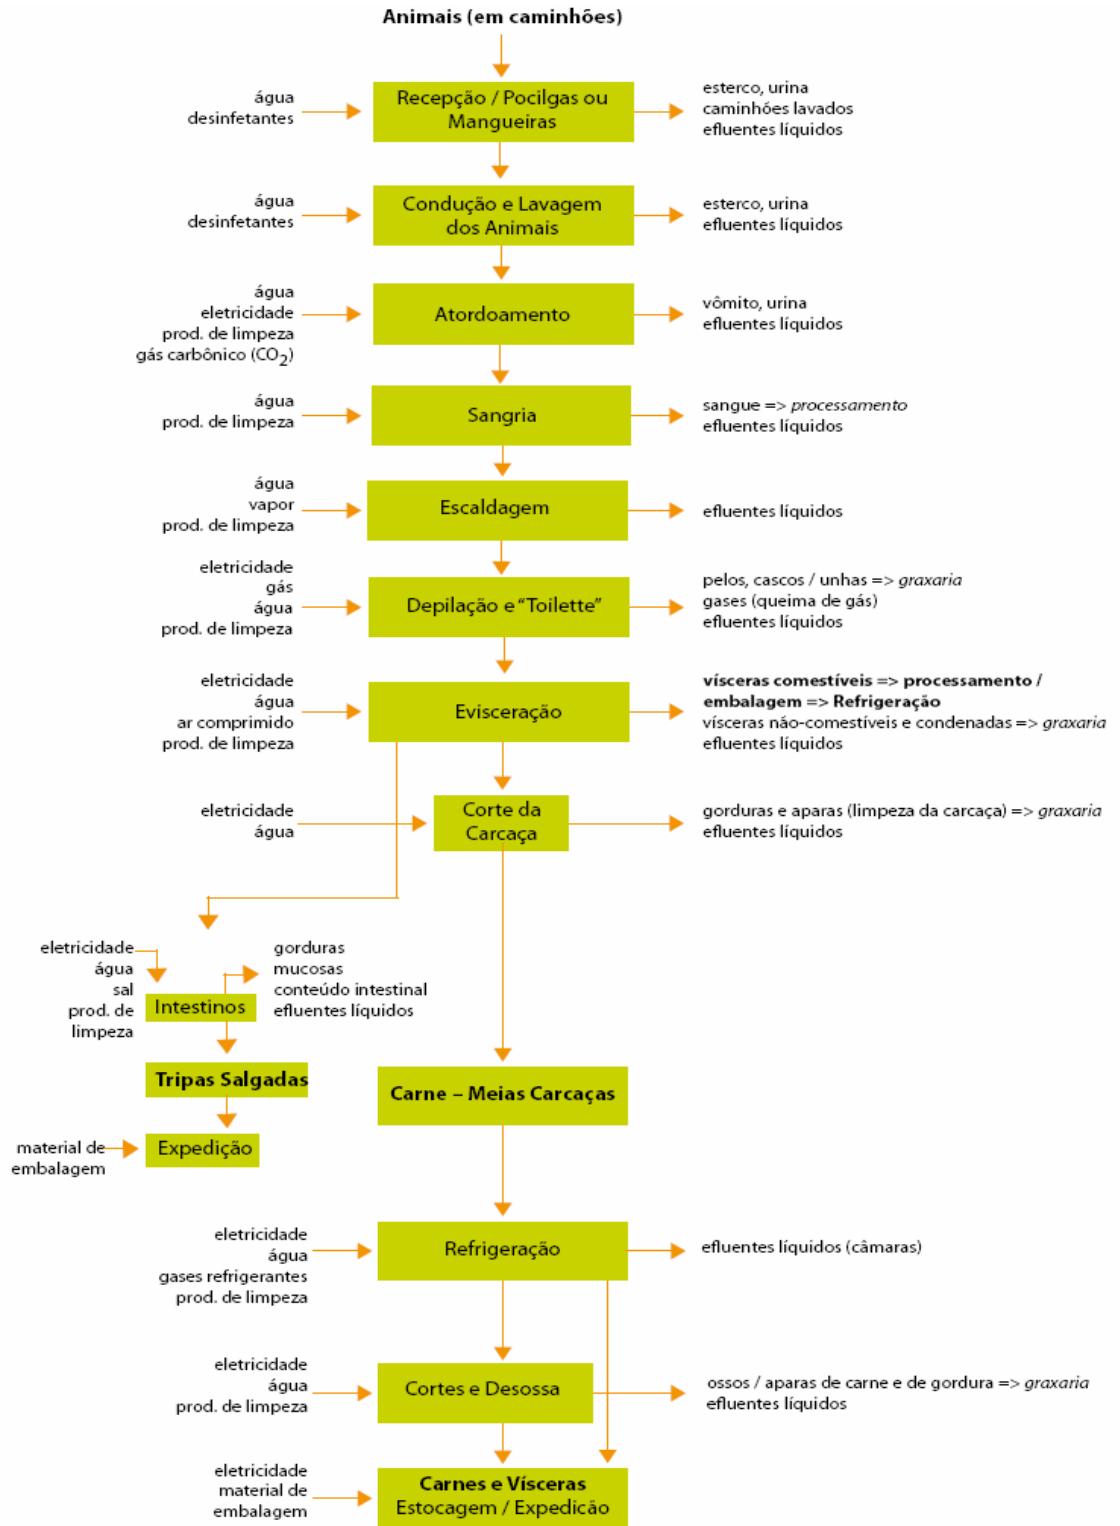 Animais (em caminhões)
água
desinfetantes
Recepção / Pocilgas ou
Mangueiras
esterco, urina
caminhões lavados
efluentes líquidos
água
desinfetantes
Condução e Lavagem
dos Animais
esterco, urina
efluentes líquidos
água
eletricidade
prod. de limpeza
gás carbônico (CO2)
Atordoamento
vômito, urina
efluentes líquidos
água
prod. de limpeza
Sangria
sangue => processamento
efluentes líquidos
água
vapor
prod. de limpeza
Escaldagem
efluentes líquidos
eletricidade
gás
água
prod. de limpeza
Depilação e “Toilette”
pelos, cascos / unhas => graxaria
gases (queima de gás)
efluentes líquidos
eletricidade
água
ar comprimido
prod. de limpeza
Evisceração
vísceras comestíveis => processamento /
embalagem => Refrigeração
vísceras não-comestíveis e condenadas => graxaria
efluentes líquidos
eletricidade
água
Corte da
Carcaça
gorduras e aparas (limpeza da carcaça) => graxaria
efluentes líquidos
eletricidade
água
sal
prod. de
limpeza
Intestinos
gorduras
mucosas
conteúdo intestinal
efluentes líquidos
Tripas Salgadas
material de
embalagem
Expedição
Carne – Meias Carcaças
eletricidade
água
gases refrigerantes
prod. de limpeza
Refrigeração
efluentes líquidos (câmaras)
eletricidade
água
prod. de limpeza
Cortes e Desossa
ossos / aparas de carne e de gordura => graxaria
efluentes líquidos
eletricidade
material de
embalagem
Carnes e Vísceras
Estocagem / Expedicão